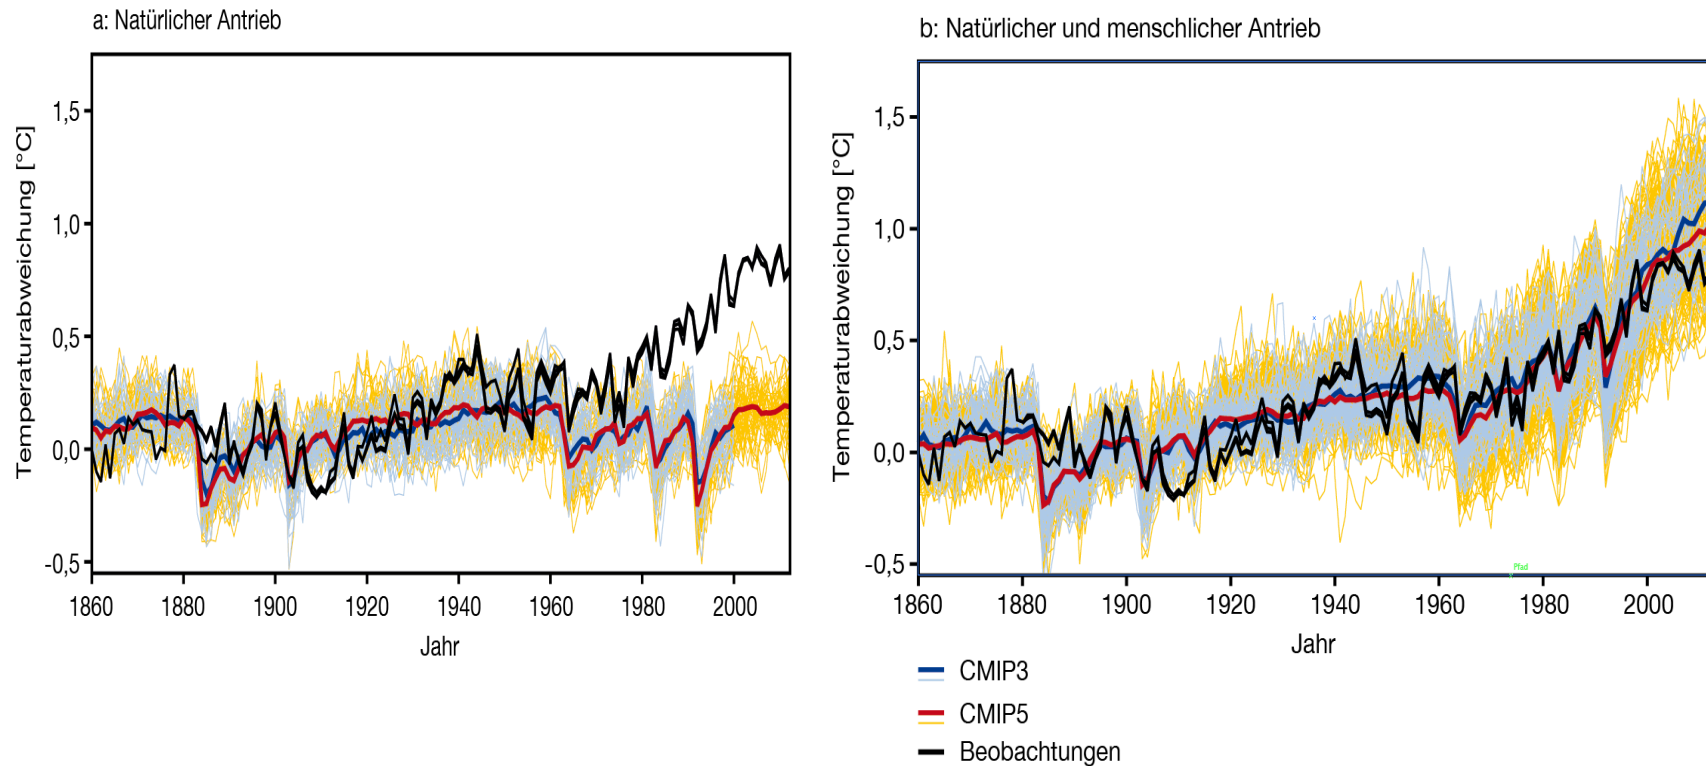 a: Natürlicher Antrieb
Temperaturabweichung [°C]
1,5
1,0
0,5
0,0
-0,5
1860 1880 1900 1920 1940 1960 1980 2000
Jahr
b: Natürlicher und menschlicher Antrieb
Temperaturabweichung [°C]
1,5
1,0
0,5
0,0
-0,5
Pfad
1860 1880 1900 1920 1940 1960 1980 2000
Jahr
CMIP3
CMIP5
Beobachtungen